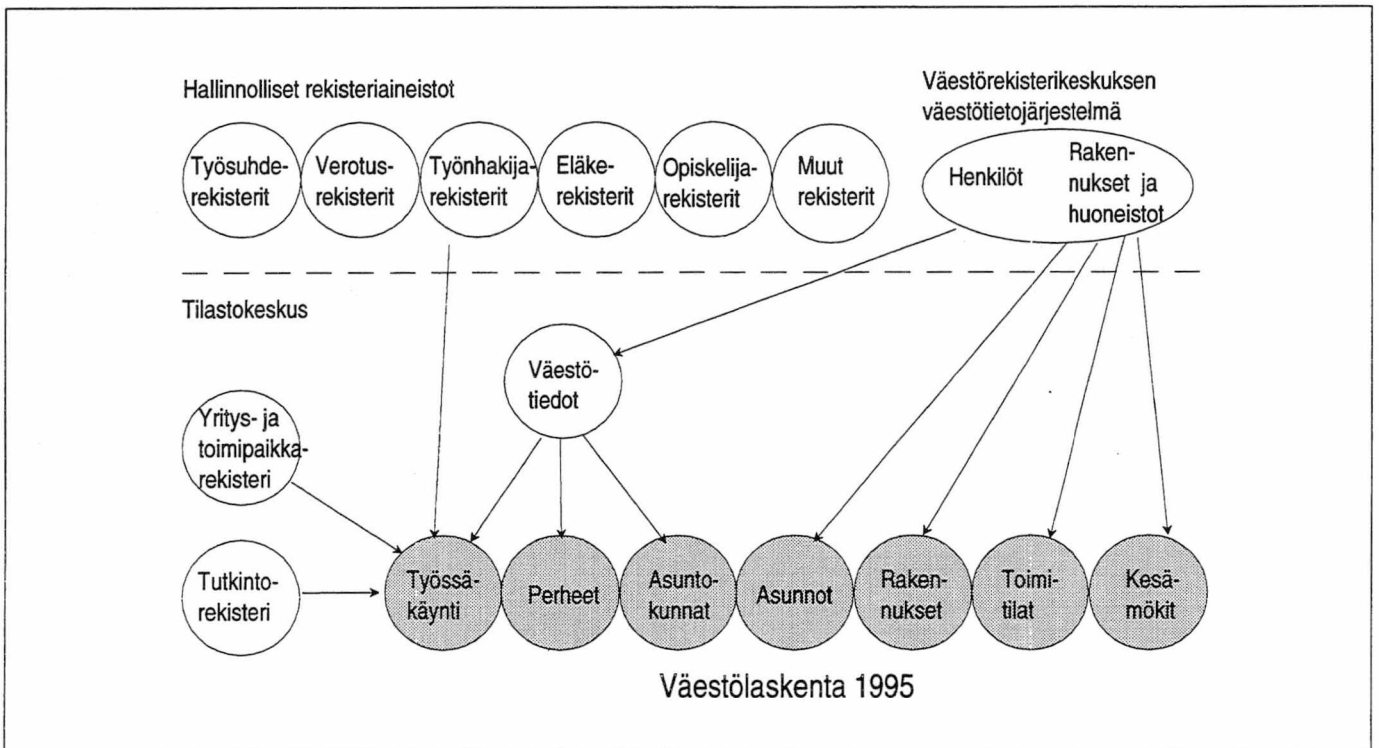 Hallinnolliset rekisteriaineistot
Väestörekisterikeskuksen
väestötietojärjestelmä
Työsuhde-
rekisterit
Verotus-
rekisterit
Työnhakija-
rekisterit
Eläke-
rekisterit
Opiskelija-
rekisterit
Muut
rekisterit
Henkilöt
Raken-
nukset ja
huoneistot
Tilastokeskus
Väestö-
tiedot
Yritys- ja
toimipaikka-
rekisteri
Tutkinto-
rekisteri
Työssä-
käynti
Perheet
Asunto-
kunnat
Asunnot
Raken-
nukset
Toimi-
tilat
Kesä-
mökit
Väestölaskenta 1995